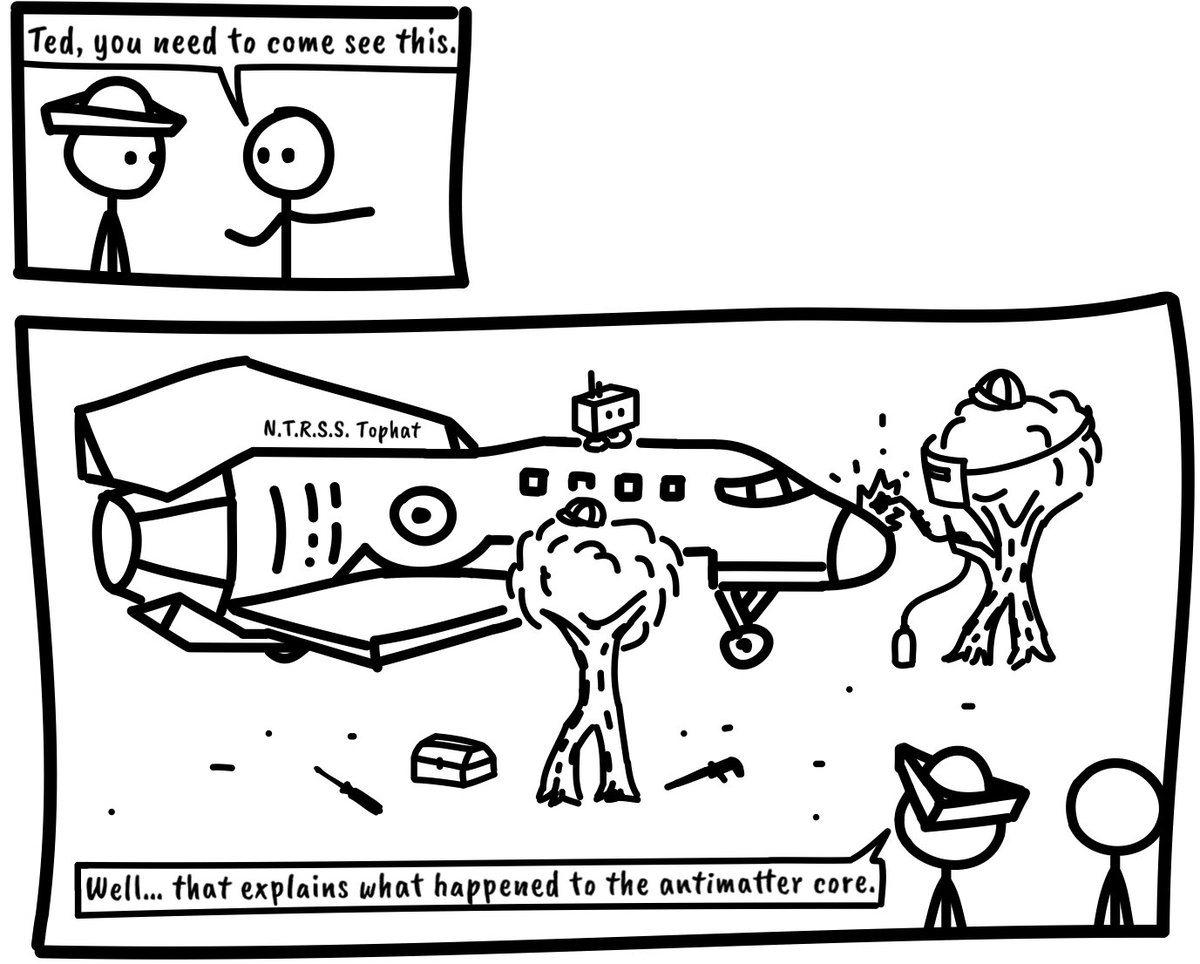 Ted, you need to come see this.
N.T.R.S.S. Tophat
Well... that explains what happened to the antimatter core.